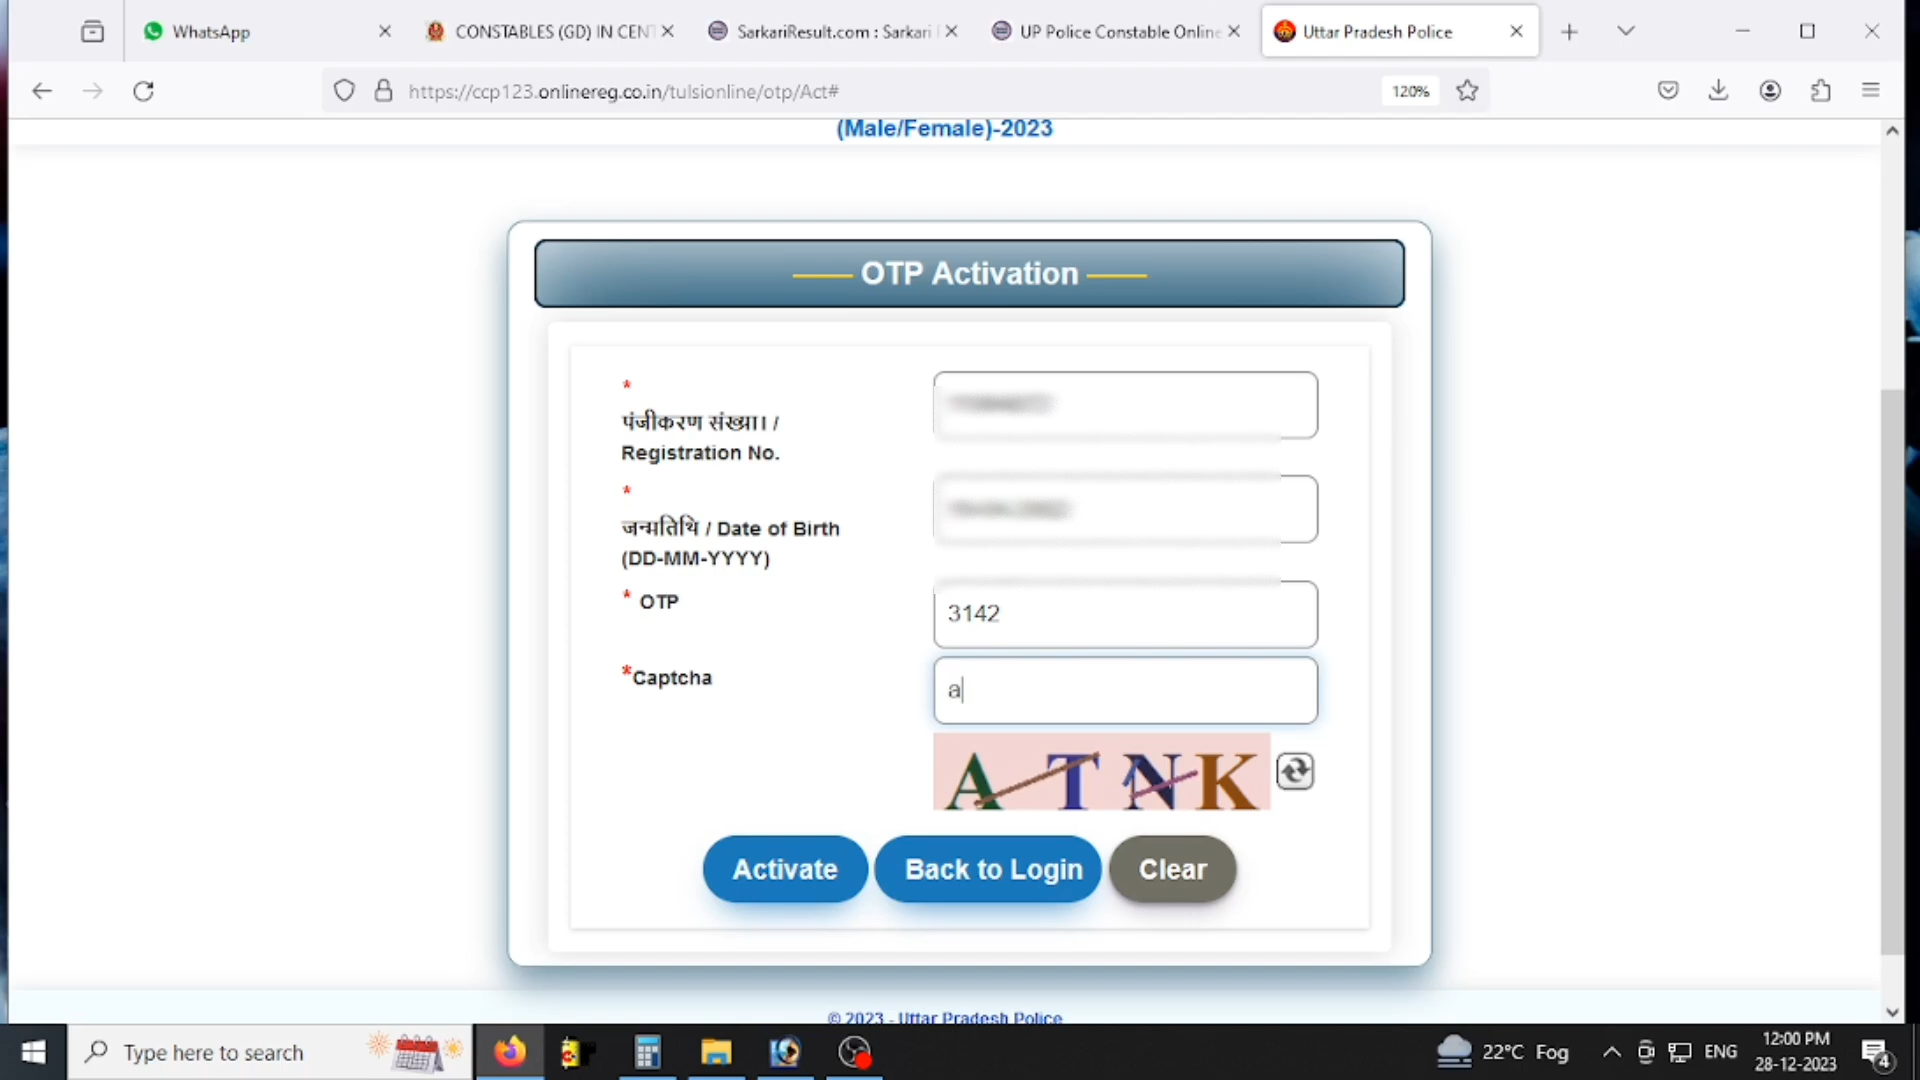 WhatsApp
CONSTABLES (GD) IN CENT
SarkariResult.com : Sarkari
UP Police Constable Online
Uttar Pradesh Police
https://ccp123.onlinereg.co.in/tulsionline/otp/Act#
120%
(Male/Female)-2023
OTP Activation
*
पंजीकरण संख्या। /
Registration No.
*
जन्मतिथि / Date of Birth
(DD-MM-YYYY)
* OTP
3142
*Captcha
a
A T N K
Activate
Back to Login
Clear
© 2023 - Uttar Pradesh Police
Type here to search
22°C Fog
ENG
12:00 PM
28-12-2023
4